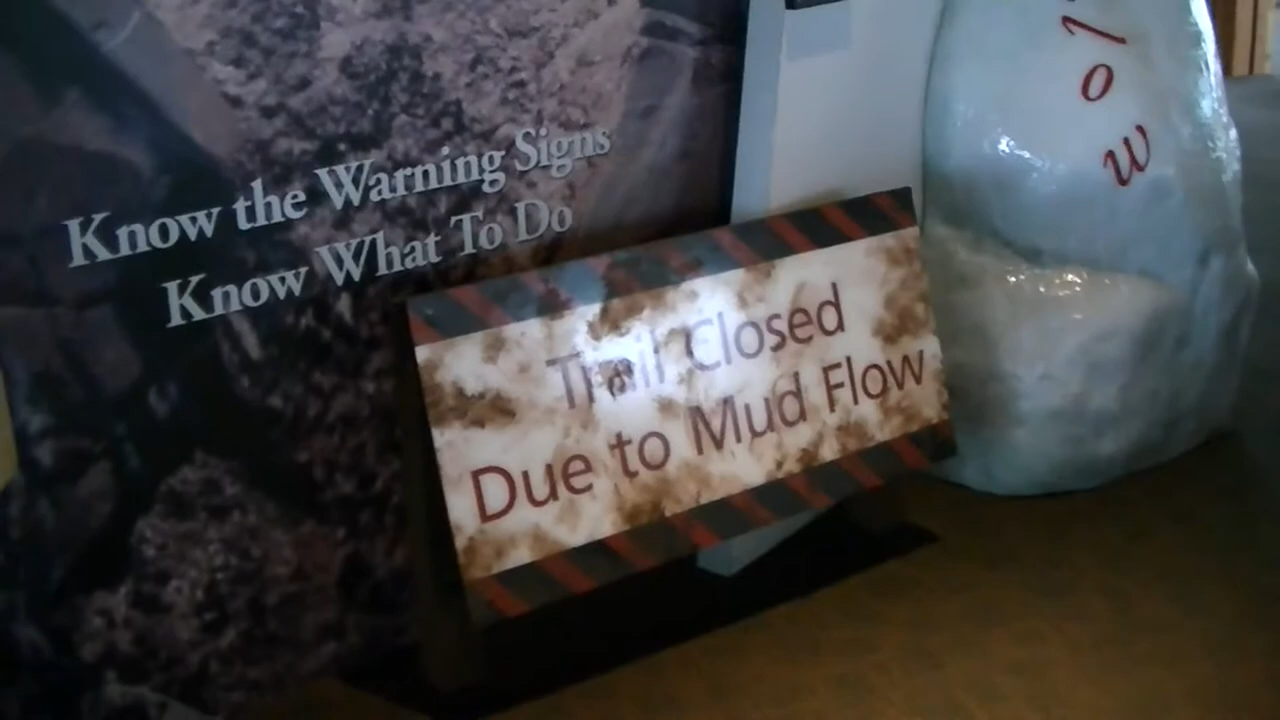 Know the Warning Signs
Know What To Do
Trail Closed
Due to Mud Flow